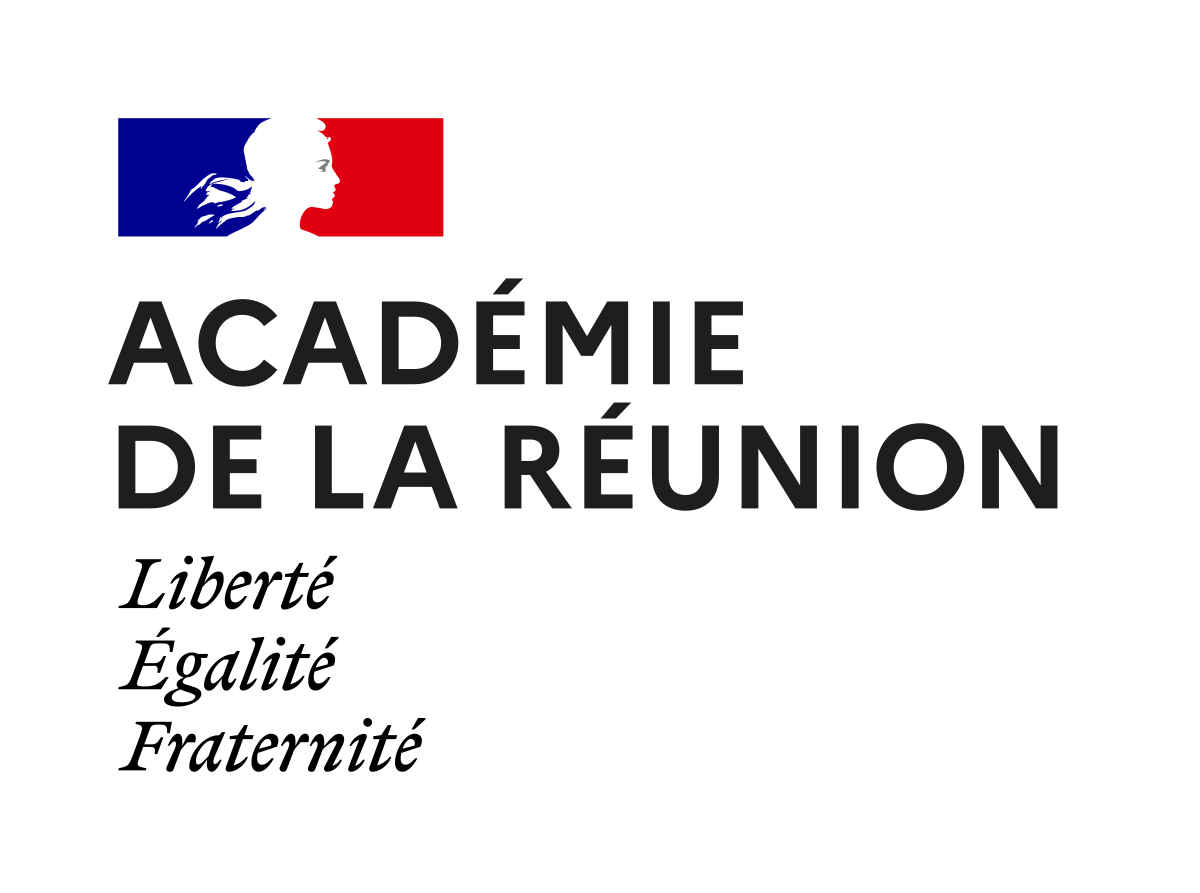 ACADÉMIE
DE LA RÉUNION
Liberté
Égalité
Fraternité